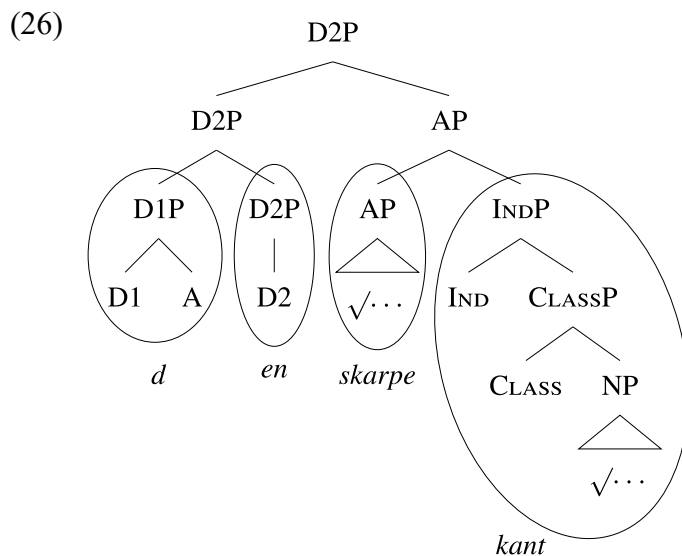 (26)
D2P
D2P AP
D1P D2P AP INDP
D1 A D2 √··· IND CLASSP
d en skarpe CLASS NP
√···
kant